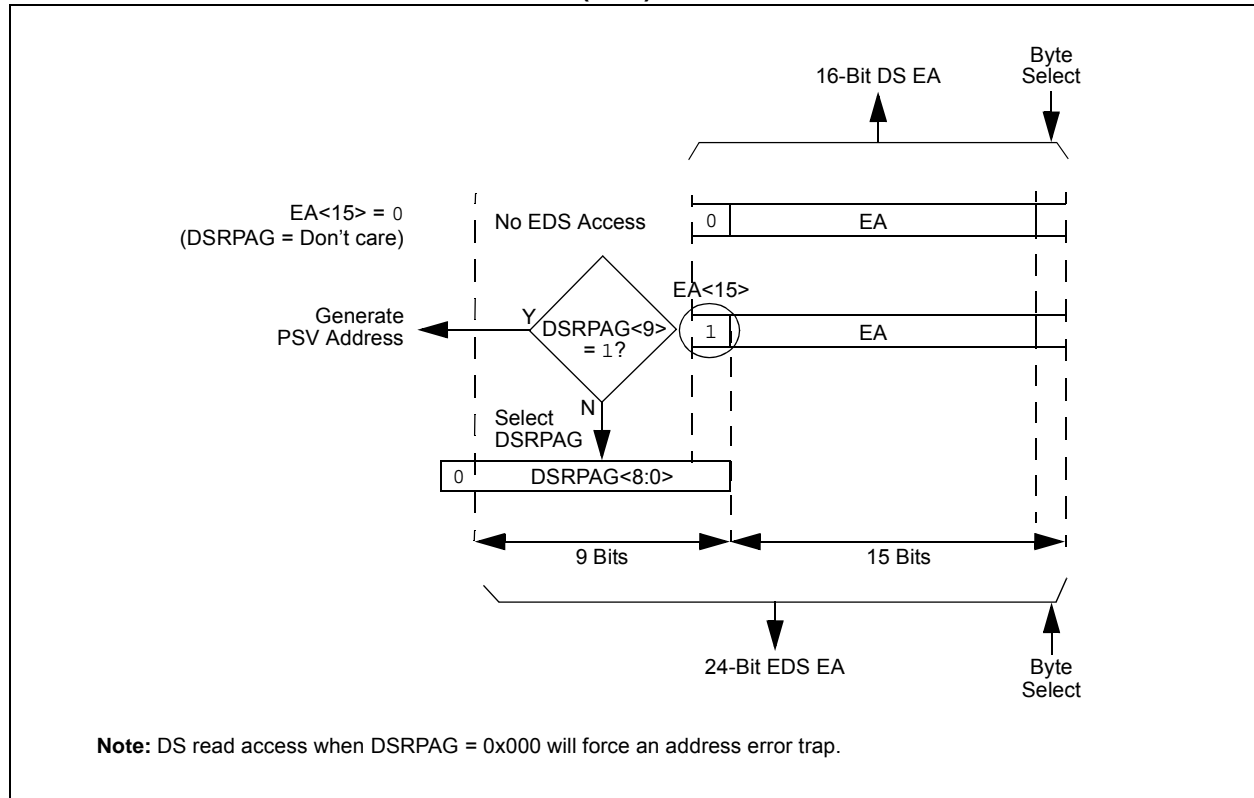 16-Bit DS EA
Byte
Select
EA<15> = 0
(DSRPAG = Don't care)
No EDS Access
0
EA
EA<15>
Generate
PSV Address
Y
DSRPAG<9>
= 1?
1
EA
N
Select
DSRPAG
0
DSRPAG<8:0>
9 Bits
15 Bits
24-Bit EDS EA
Byte
Select
Note: DS read access when DSRPAG = 0x000 will force an address error trap.